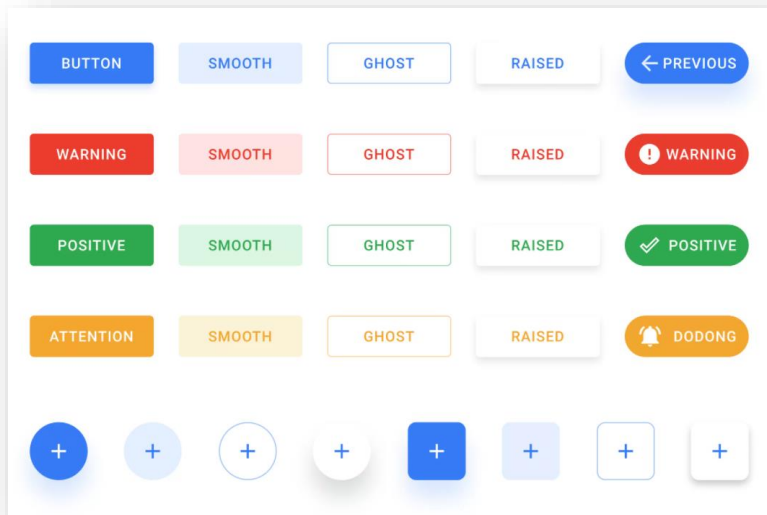 BUTTON SMOOTH GHOST RAISED PREVIOUS
WARNING SMOOTH GHOST RAISED WARNING
POSITIVE SMOOTH GHOST RAISED POSITIVE
ATTENTION SMOOTH GHOST RAISED DODONG
+ + + + + + + +